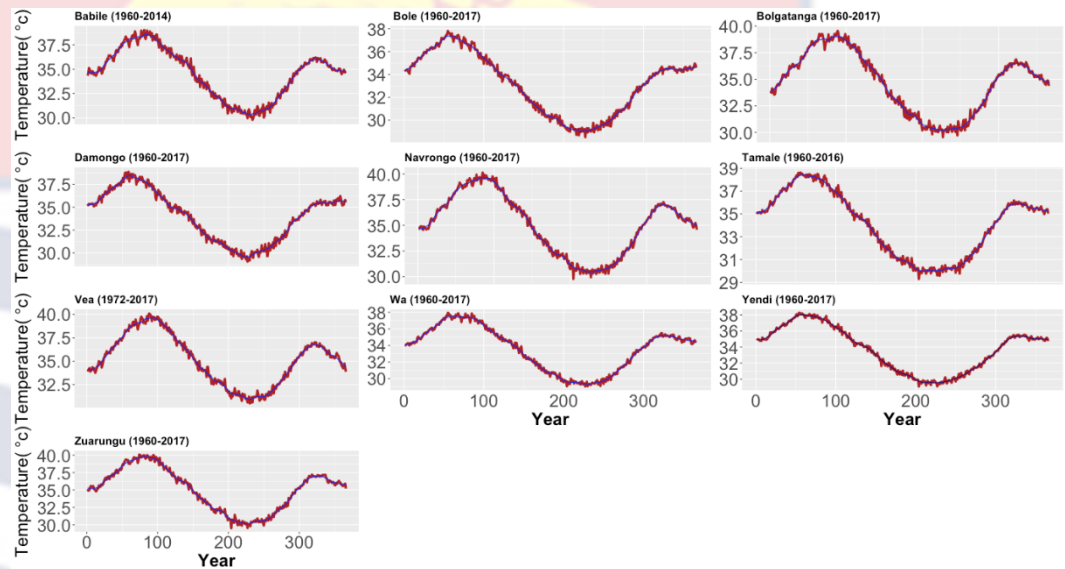 Babile (1960-2014)
Bole (1960-2017)
Bolgatanga (1960-2017)
Temperature( °c)
37.5
35.0
32.5
30.0
38
36
34
32
30
40.0
37.5
35.0
32.5
30.0
Damongo (1960-2017)
Navrongo (1960-2017)
Tamale (1960-2016)
Temperature( °c)
37.5
35.0
32.5
30.0
40.0
37.5
35.0
32.5
30.0
39
37
35
33
31
29
Vea (1972-2017)
Wa (1960-2017)
Yendi (1960-2017)
Temperature( °c)
40.0
37.5
35.0
32.5
38
36
34
32
30
0 100 200 300
Year
38
36
34
32
30
0 100 200 300
Year
Zuarungu (1960-2017)
Temperature( °c)
40.0
37.5
35.0
32.5
30.0
0 100 200 300
Year